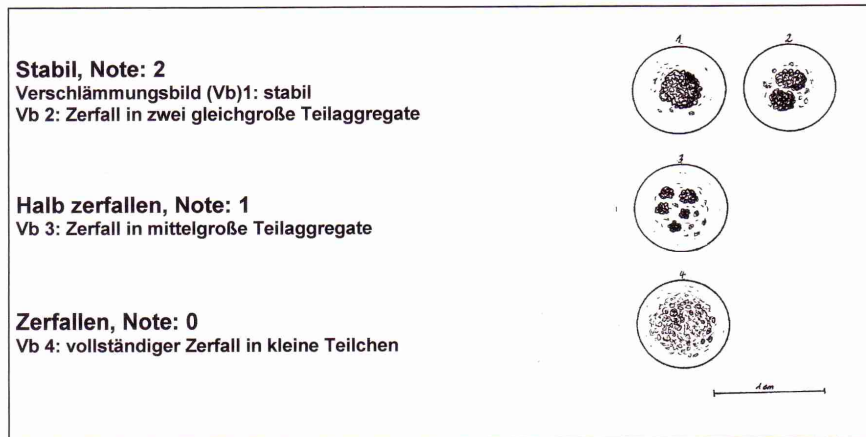 Stabil, Note: 2
Verschlämmungsbild (Vb)1: stabil
Vb 2: Zerfall in zwei gleichgroße Teilaggregate
1
2
Halb zerfallen, Note: 1
Vb 3: Zerfall in mittelgroße Teilaggregate
3
Zerfallen, Note: 0
Vb 4: vollständiger Zerfall in kleine Teilchen
4
1 cm